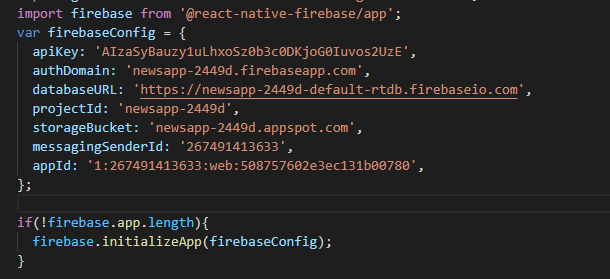 import firebase from '@react-native-firebase/app';
var firebaseConfig = {
apiKey: 'AIzaSyBauzy1uLhxoSz0b3c0DKjoG0Iuvos2UzE',
authDomain: 'newsapp-2449d.firebaseapp.com',
databaseURL: 'https://newsapp-2449d-default-rtdb.firebaseio.com',
projectId: 'newsapp-2449d',
storageBucket: 'newsapp-2449d.appspot.com',
messagingSenderId: '267491413633',
appId: '1:267491413633:web:508757602e3ec131b00780',
};
if(!firebase.app.length){
firebase.initializeApp(firebaseConfig);
}